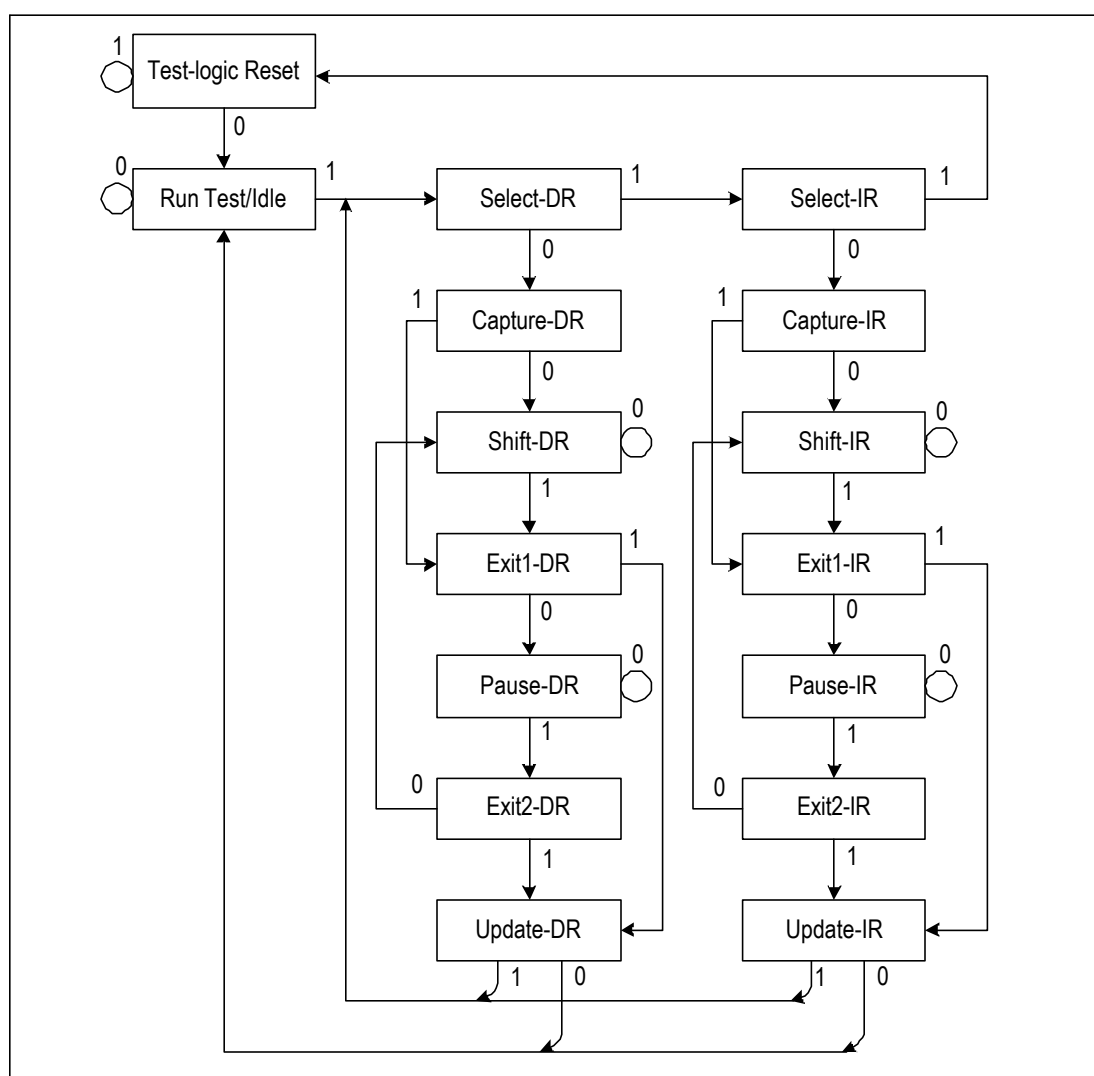 1
Test-logic Reset
0
0
Run Test/Idle
1
Select-DR
1
Select-IR
1
0
0
1
Capture-DR
1
Capture-IR
0
0
0
0
Shift-DR
Shift-IR
1
1
Exit1-DR
1
Exit1-IR
1
0
0
0
0
Pause-DR
Pause-IR
1
1
0
Exit2-DR
0
Exit2-IR
1
1
Update-DR
Update-IR
1
0
1
0